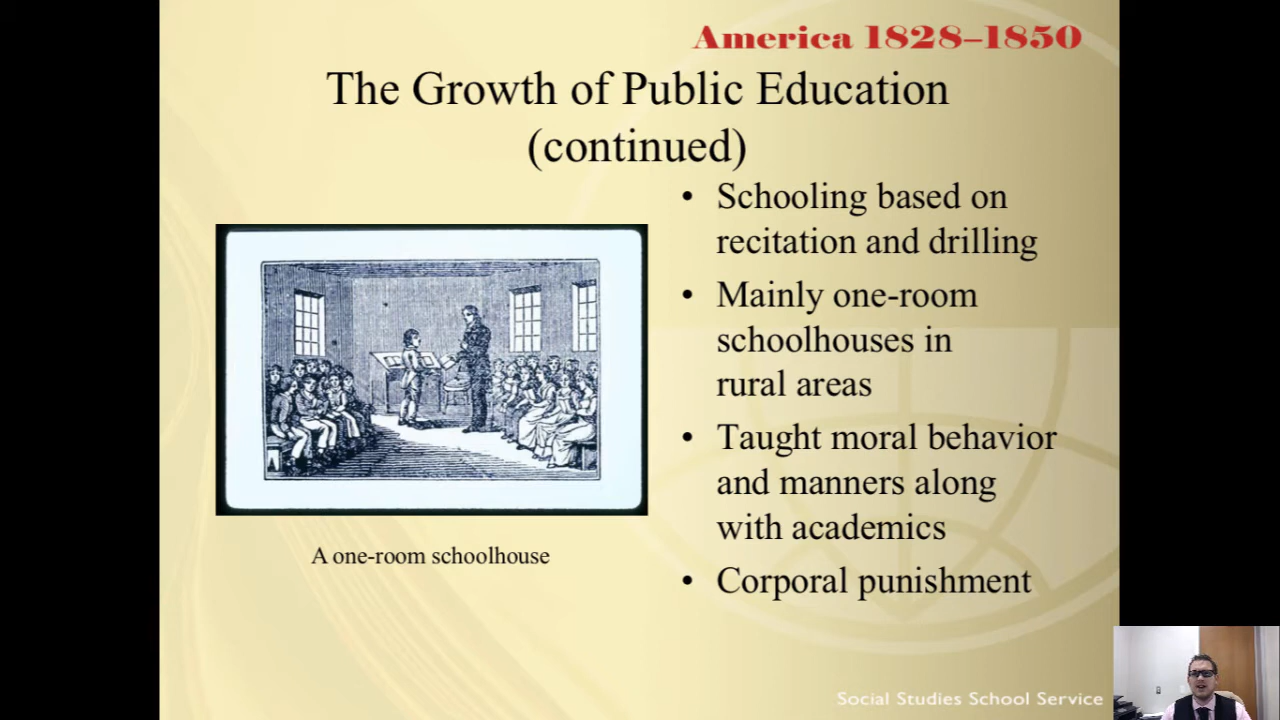 America 1828–1850
The Growth of Public Education
(continued)
• Schooling based on
recitation and drilling
• Mainly one-room
schoolhouses in
rural areas
• Taught moral behavior
and manners along
with academics
• Corporal punishment
A one-room schoolhouse
Social Studies School Service